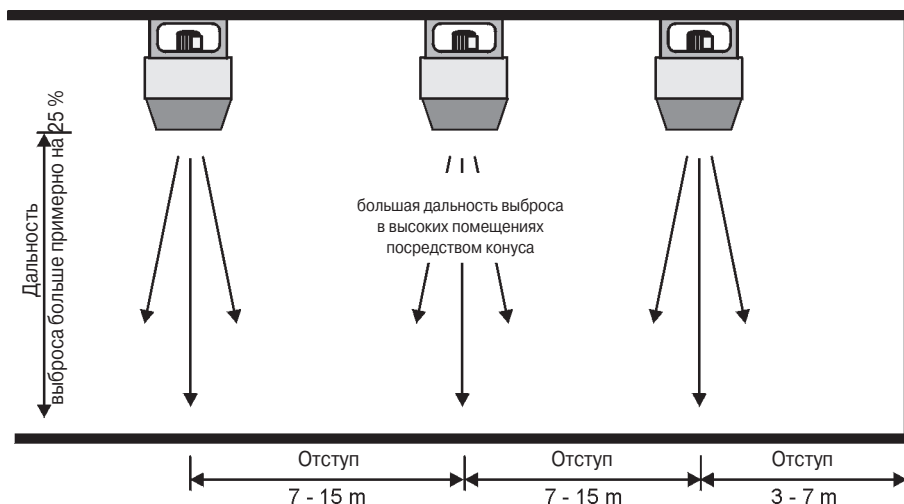 Дальность
выброса больше примерно на 25 %
большая дальность выброса
в высоких помещениях
посредством конуса
Отступ
7 - 15 m
Отступ
7 - 15 m
Отступ
3 - 7 m